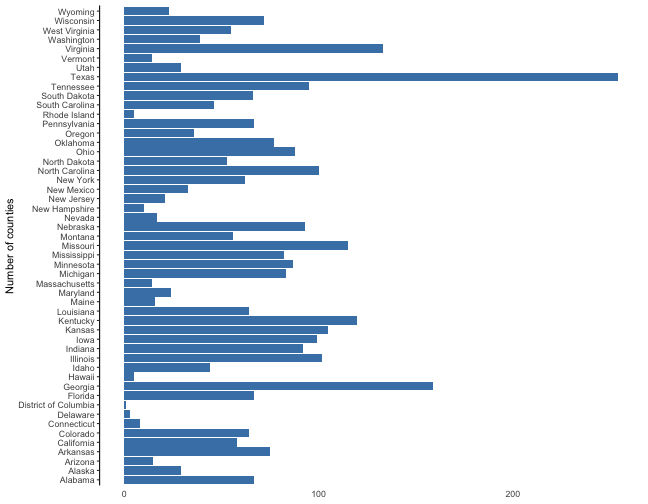 Wyoming
Wisconsin
West Virginia
Washington
Virginia
Vermont
Utah
Texas
Tennessee
South Dakota
South Carolina
Rhode Island
Pennsylvania
Oregon
Oklahoma
Ohio
North Dakota
North Carolina
New York
New Mexico
New Jersey
New Hampshire
Nevada
Nebraska
Montana
Missouri
Mississippi
Minnesota
Michigan
Massachusetts
Maryland
Maine
Louisiana
Kentucky
Kansas
Iowa
Indiana
Illinois
Idaho
Hawaii
Georgia
Florida
District of Columbia
Delaware
Connecticut
Colorado
California
Arkansas
Arizona
Alaska
Alabama
Number of counties
0 100 200